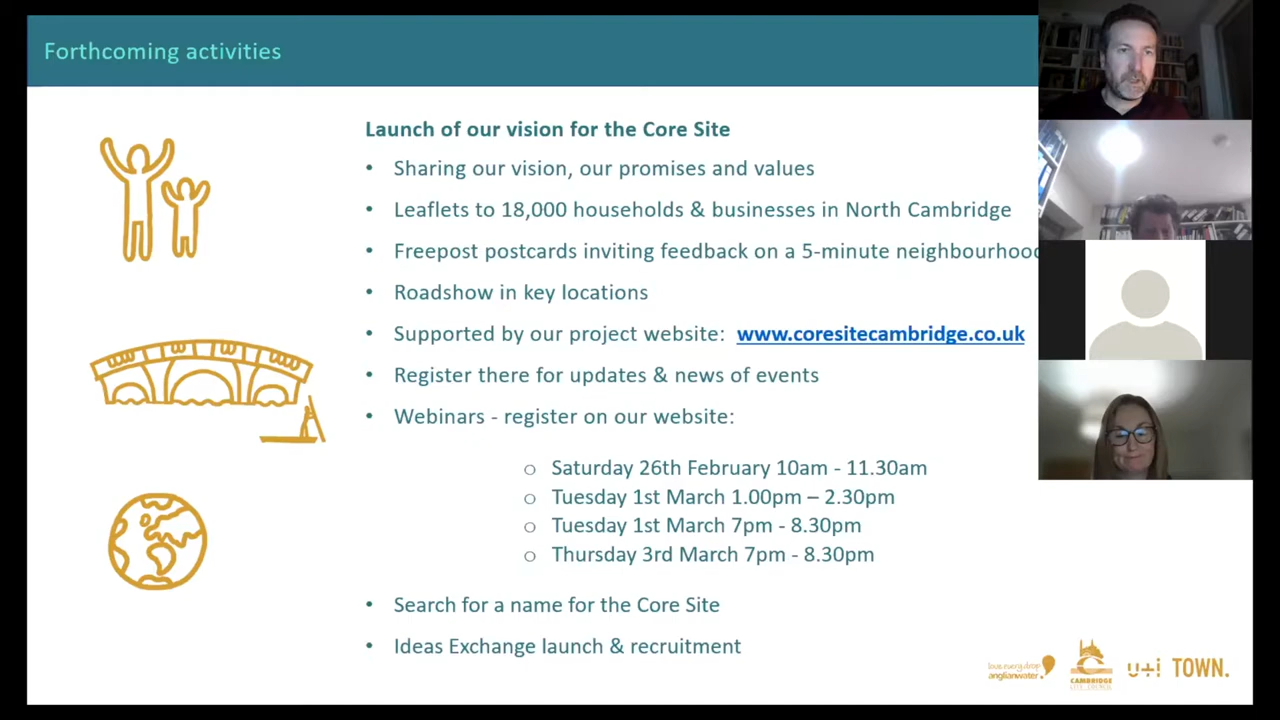 Forthcoming activities
Launch of our vision for the Core Site
• Sharing our vision, our promises and values
• Leaflets to 18,000 households & businesses in North Cambridge
• Freepost postcards inviting feedback on a 5-minute neighbourhood
• Roadshow in key locations
• Supported by our project website: www.coresitecambridge.co.uk
• Register there for updates & news of events
• Webinars - register on our website:
o Saturday 26th February 10am - 11.30am
o Tuesday 1st March 1.00pm – 2.30pm
o Tuesday 1st March 7pm - 8.30pm
o Thursday 3rd March 7pm - 8.30pm
• Search for a name for the Core Site
• Ideas Exchange launch & recruitment
love every drop
anglianwater
CAMBRIDGE
CITY COUNCIL
u+i
TOWN.